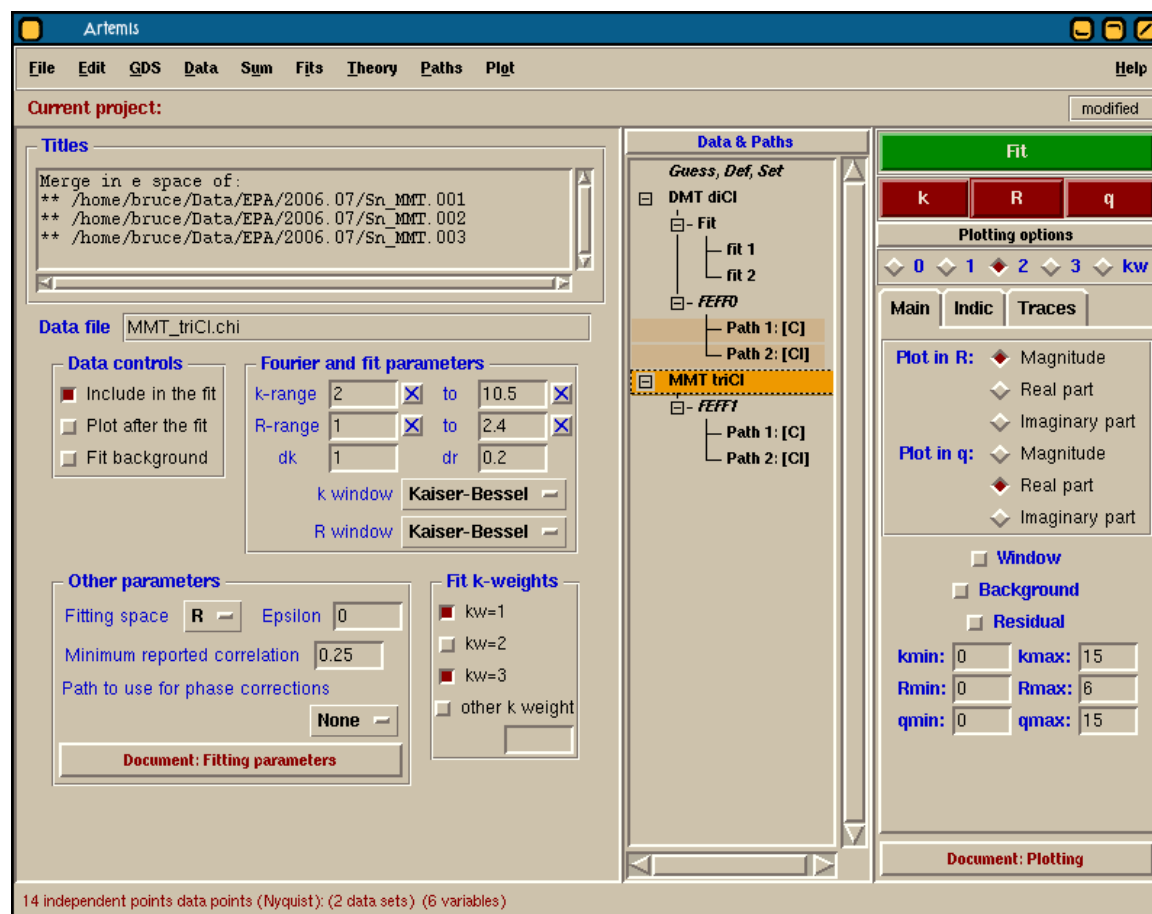 Artemis
File Edit GDS Data Sum Fits Theory Paths Plot Help
Current project: modified
Titles
Merge in e space of:
** /home/bruce/Data/EPA/2006.07/Sn_MMT.001
** /home/bruce/Data/EPA/2006.07/Sn_MMT.002
** /home/bruce/Data/EPA/2006.07/Sn_MMT.003
Data file MMT_triCl.chi
Data controls
Include in the fit
Plot after the fit
Fit background
Fourier and fit parameters
k-range 2 to 10.5
R-range 1 to 2.4
dk 1 dr 0.2
k window Kaiser-Bessel
R window Kaiser-Bessel
Other parameters
Fitting space R Epsilon 0
Minimum reported correlation 0.25
Path to use for phase corrections
None
Document: Fitting parameters
Fit k-weights
kw=1
kw=2
kw=3
other k weight
Data & Paths
Guess, Def, Set
DMT diCl
Fit
fit 1
fit 2
FEFF0
Path 1: [C]
Path 2: [Cl]
MMT triCl
FEFF1
Path 1: [C]
Path 2: [Cl]
Fit
k R q
Plotting options
0 1 2 3 kw
Main Indic Traces
Plot in R: Magnitude
Real part
Imaginary part
Plot in q: Magnitude
Real part
Imaginary part
Window
Background
Residual
kmin: 0 kmax: 15
Rmin: 0 Rmax: 6
qmin: 0 qmax: 15
Document: Plotting
14 independent points data points (Nyquist): (2 data sets) (6 variables)